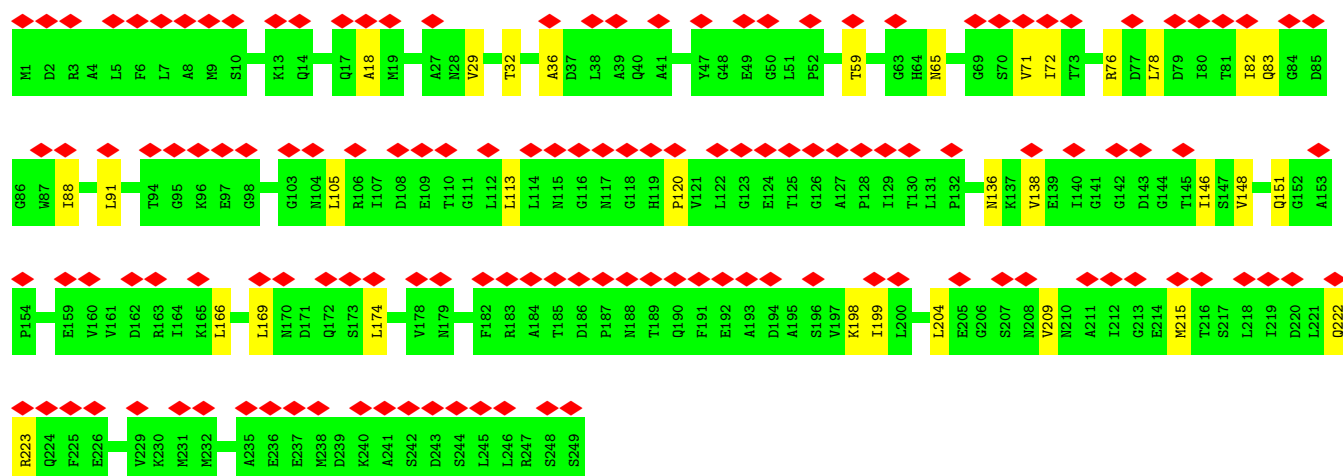 M1 D2 R3 A4 L5 F6 L7 A8 M9 S10 K13 Q14 Q17 A18 M19 A27 N28 V29 T32 A36 D37 L38 A39 Q40 A41 Y47 G48 E49 G50 L51 P52 T59 G63 H64 N65 G69 S70 V71 I72 T73 R76 D77 L78 D79 I80 T81 I82 Q83 G84 D85
G86 W87 I88 L91 T94 G95 K96 E97 G98 G103 N104 L105 R106 I107 D108 E109 T110 G111 L112 L113 L114 N115 G116 N117 G118 H119 P120 V121 L122 G123 E124 T125 G126 A127 P128 I129 T130 L131 P132 N136 K137 V138 E139 I140 G141 G142 D143 G144 T145 I146 S147 V148 Q151 G152 A153
P154 E159 V160 V161 D162 R163 I164 K165 L166 L169 N170 D171 Q172 S173 L174 V178 N179 F182 R183 A184 T185 D186 P187 N188 T189 Q190 F191 E192 A193 D194 A195 S196 V197 K198 I199 L200 L204 E205 G206 S207 N208 V209 N210 A211 I212 G213 E214 M215 T216 S217 L218 I219 D220 L221 Q222
R223 Q224 F225 E226 V229 K230 M231 M232 A235 E236 E237 M238 D239 K240 A241 S242 D243 S244 L245 L246 R247 S248 S249